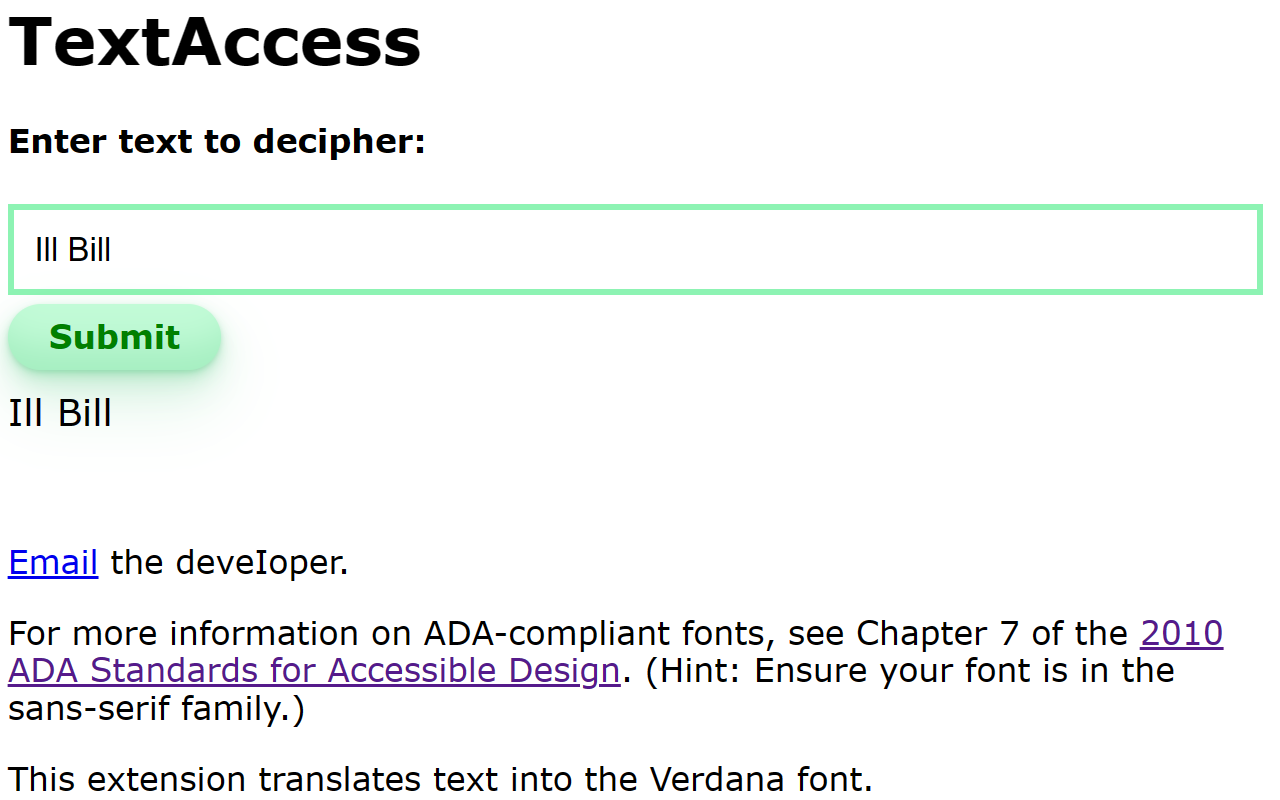 TextAccess
Enter text to decipher:
Ill Bill
Submit
Ill Bill
Email the deveIoper.
For more information on ADA-compliant fonts, see Chapter 7 of the 2010
ADA Standards for Accessible Design. (Hint: Ensure your font is in the
sans-serif family.)
This extension translates text into the Verdana font.